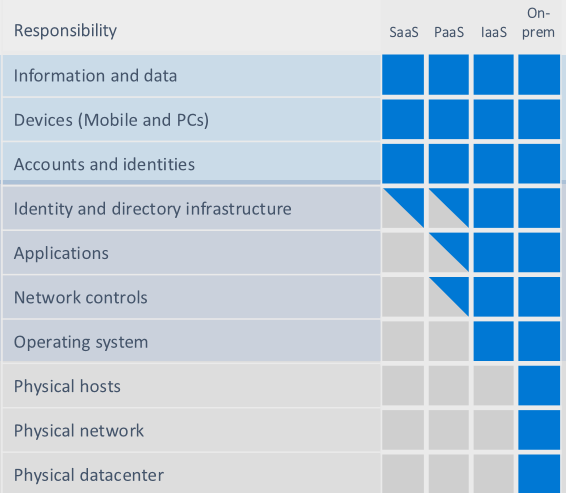 Responsibility
SaaS PaaS IaaS On-
prem
Information and data
Devices (Mobile and PCs)
Accounts and identities
Identity and directory infrastructure
Applications
Network controls
Operating system
Physical hosts
Physical network
Physical datacenter